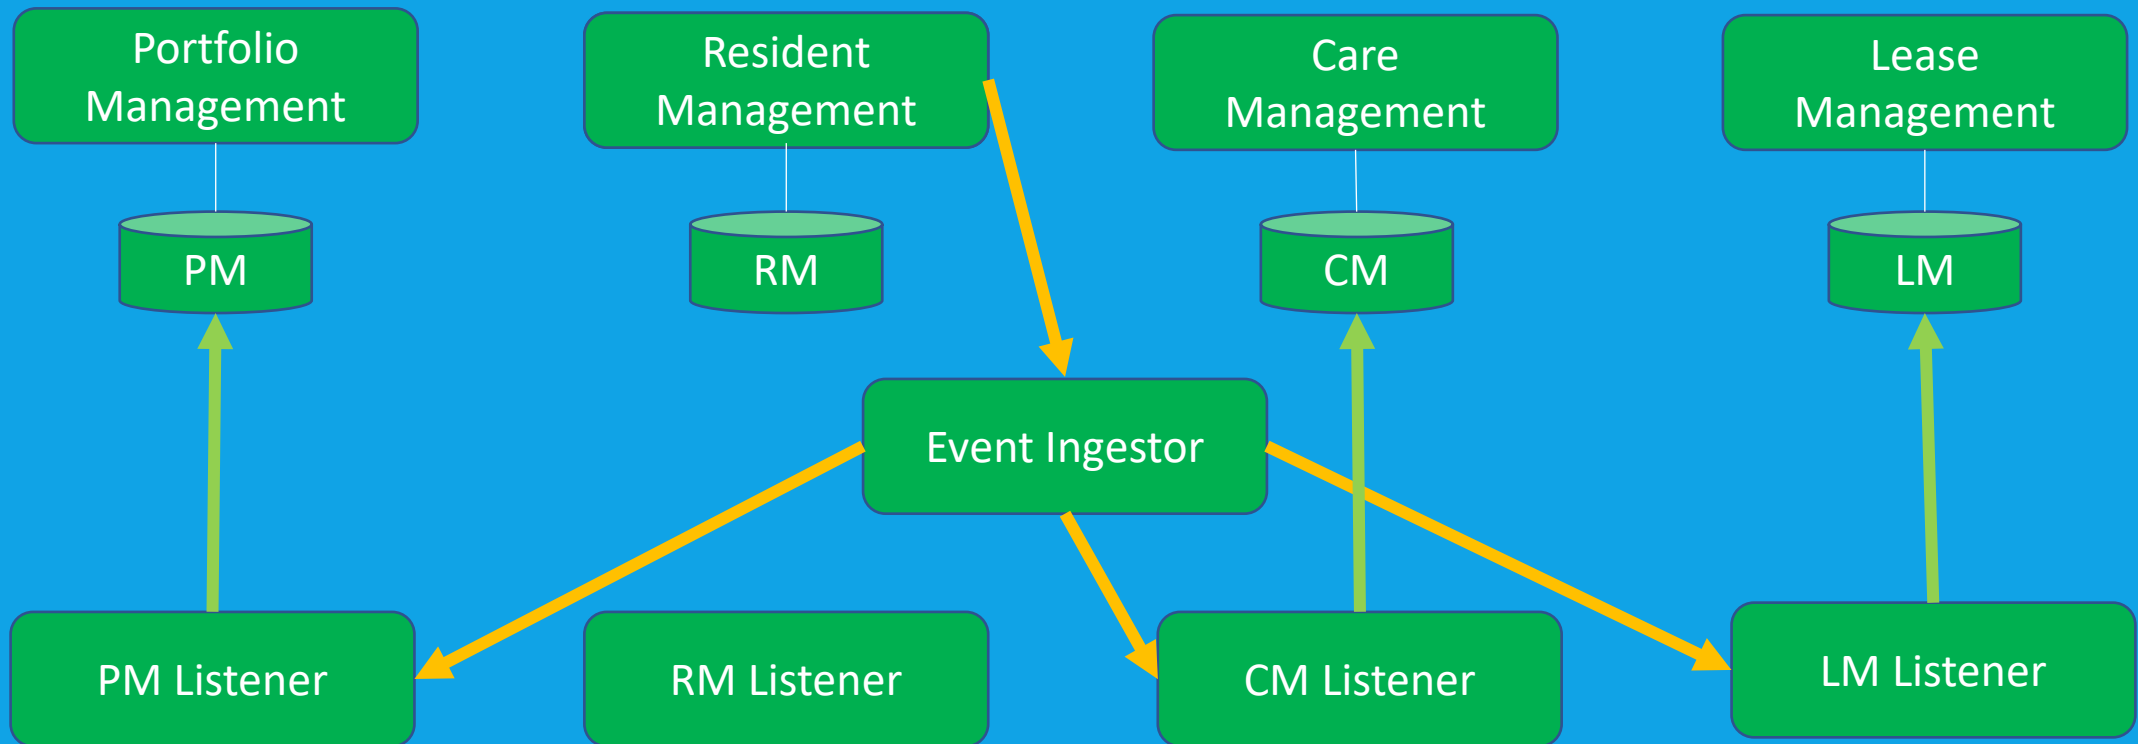 Portfolio
Management
Resident
Management
Care
Management
Lease
Management
PM
RM
CM
LM
Event Ingestor
PM Listener
RM Listener
CM Listener
LM Listener